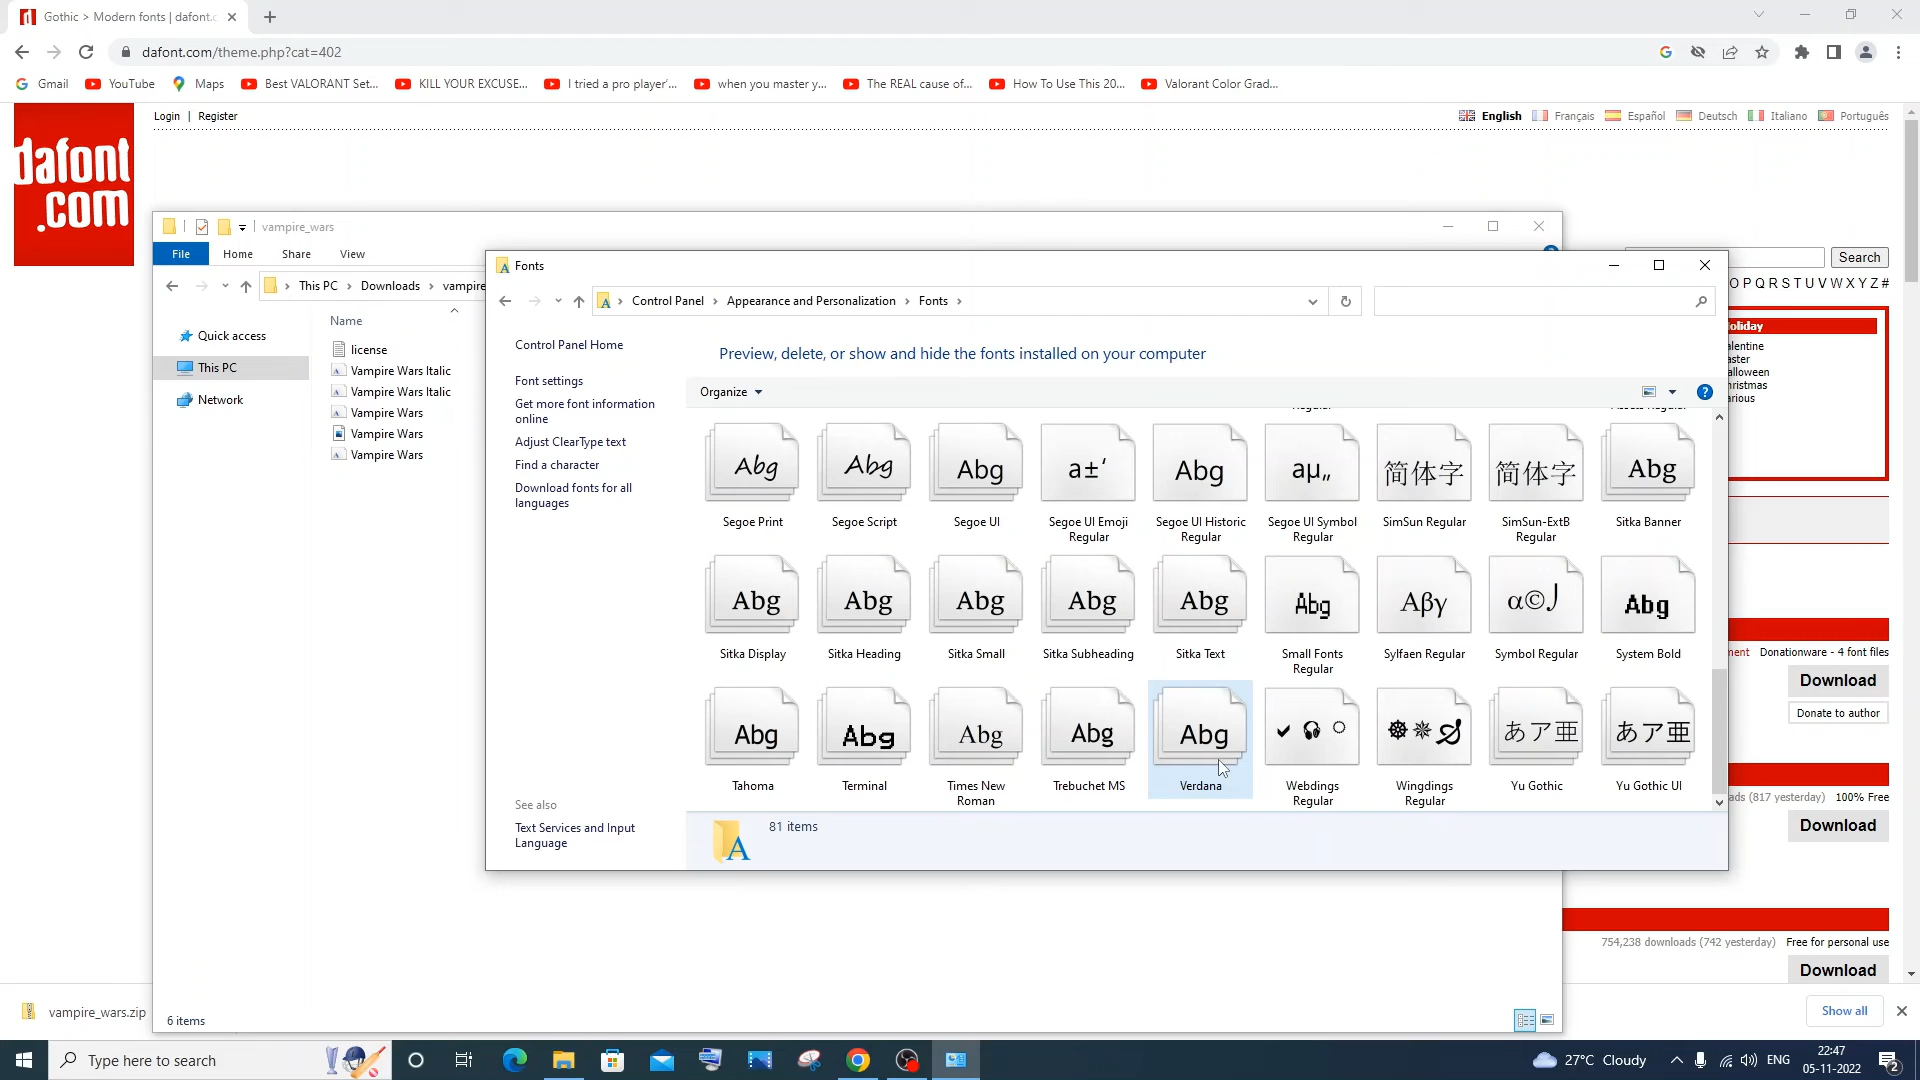 Gothic > Modern fonts | dafont.c
dafont.com/theme.php?cat=402
Gmail
YouTube
Maps
Best VALORANT Set...
KILL YOUR EXCUSE...
I tried a pro player'...
when you master y...
The REAL cause of...
How To Use This 20...
Valorant Color Grad...
Login | Register
English
Français
Español
Deutsch
Italiano
Português
dafont
.com
vampire_wars
File
Home
Share
View
This PC > Downloads > vampire
Search
O P Q R S T U V W X Y Z #
Quick access
This PC
Network
Name
license
Vampire Wars Italic
Vampire Wars Italic
Vampire Wars
Vampire Wars
Vampire Wars
6 items
Fonts
Control Panel > Appearance and Personalization > Fonts >
Control Panel Home
Font settings
Get more font information
online
Adjust ClearType text
Find a character
Download fonts for all
languages
See also
Text Services and Input
Language
Preview, delete, or show and hide the fonts installed on your computer
Organize
Abg
Abg
Abg
a±‘
Abg
aµ„
简体字
简体字
Abg
Segoe Print
Segoe Script
Segoe UI
Segoe UI Emoji
Regular
Segoe UI Historic
Regular
Segoe UI Symbol
Regular
SimSun Regular
SimSun-ExtB
Regular
Sitka Banner
Abg
Abg
Abg
Abg
Abg
Abg
Αβγ
α©
Abg
Sitka Display
Sitka Heading
Sitka Small
Sitka Subheading
Sitka Text
Small Fonts
Regular
Sylfaen Regular
Symbol Regular
System Bold
Abg
Abg
Abg
Abg
Abg
あア亜
あア亜
Tahoma
Terminal
Times New
Roman
Trebuchet MS
Verdana
Webdings
Regular
Wingdings
Regular
Yu Gothic
Yu Gothic UI
81 items
oliday
alentine
aster
alloween
hristmas
arious
ment
Donationware - 4 font files
Download
Donate to author
ads (817 yesterday)
100% Free
Download
754,238 downloads (742 yesterday)
Free for personal use
Download
vampire_wars.zip
Show all
Type here to search
27°C Cloudy
ENG
22:47
05-11-2022
2